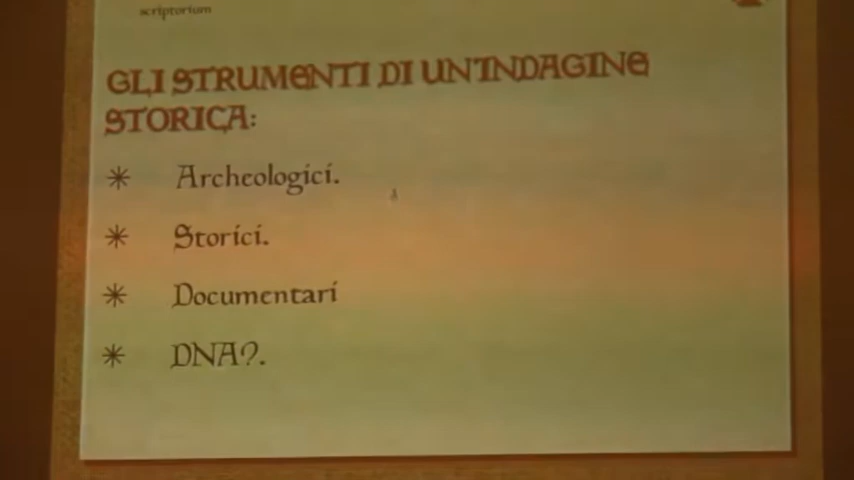 scriptorium
GLI STRUMENTI DI UN'INDAGINE
STORICA:
Archeologici.
Storici.
Documentari
DNA?.